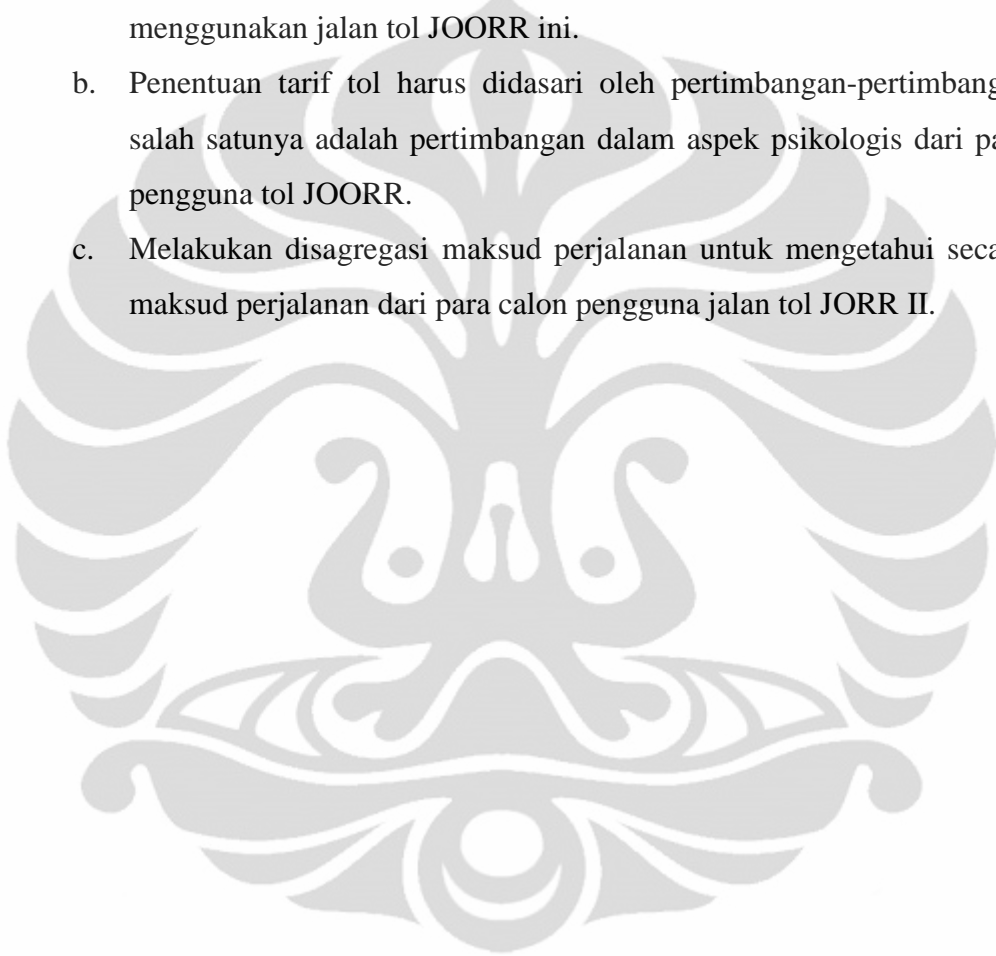 menggunakan jalan tol JOORR ini.
b. Penentuan tarif tol harus didasari oleh pertimbangan-pertimbang
salah satunya adalah pertimbangan dalam aspek psikologis dari pa
pengguna tol JOORR.
c. Melakukan disagregasi maksud perjalanan untuk mengetahui seca
maksud perjalanan dari para calon pengguna jalan tol JORR II.